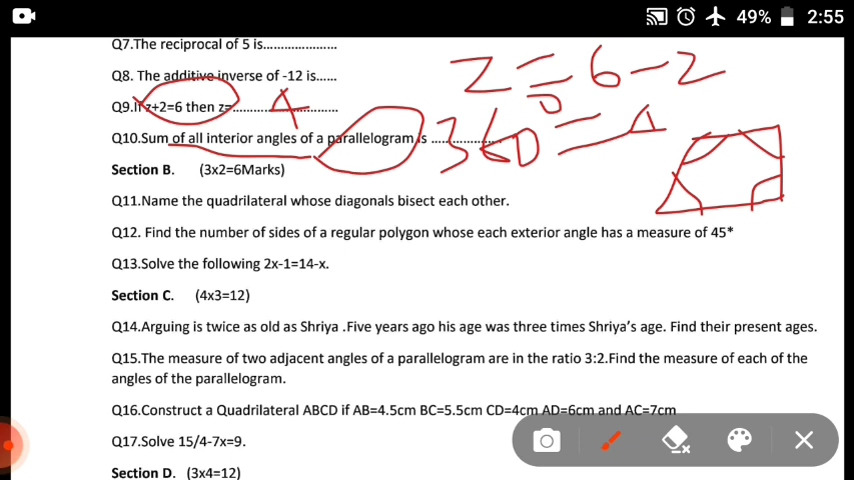 49% 2:55
Q7.The reciprocal of 5 is.....................
Q8. The additive inverse of -12 is......
Z = 6 - 2
Q9.If z+2=6 then z=........................... 4
360° = 4
Q10.Sum of all interior angles of a parallelogram is ..................
Section B. (3x2=6Marks)
Q11.Name the quadrilateral whose diagonals bisect each other.
Q12. Find the number of sides of a regular polygon whose each exterior angle has a measure of 45*
Q13.Solve the following 2x-1=14-x.
Section C. (4x3=12)
Q14.Arguing is twice as old as Shriya .Five years ago his age was three times Shriya's age. Find their present ages.
Q15.The measure of two adjacent angles of a parallelogram are in the ratio 3:2.Find the measure of each of the
angles of the parallelogram.
Q16.Construct a Quadrilateral ABCD if AB=4.5cm BC=5.5cm CD=4cm AD=6cm and AC=7cm
Q17.Solve 15/4-7x=9.
Section D. (3x4=12)